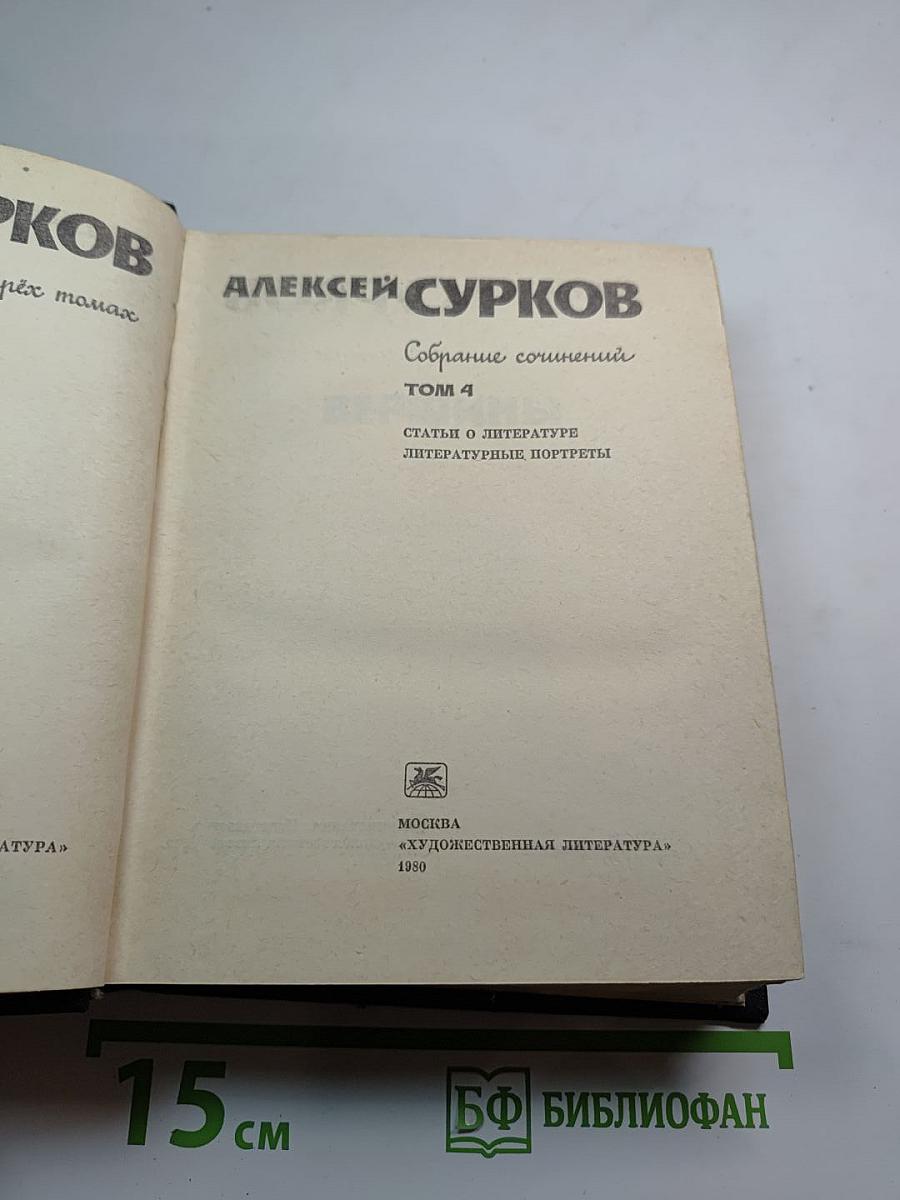 РКОВ
рёх томах
АТУРА»
АЛЕКСЕЙ СУРКОВ
Собрание сочинений
ТОМ 4
СТАТЬИ О ЛИТЕРАТУРЕ
ЛИТЕРАТУРНЫЕ ПОРТРЕТЫ
МОСКВА
«ХУДОЖЕСТВЕННАЯ ЛИТЕРАТУРА»
1980
15 см
БФ БИБЛИОФАН